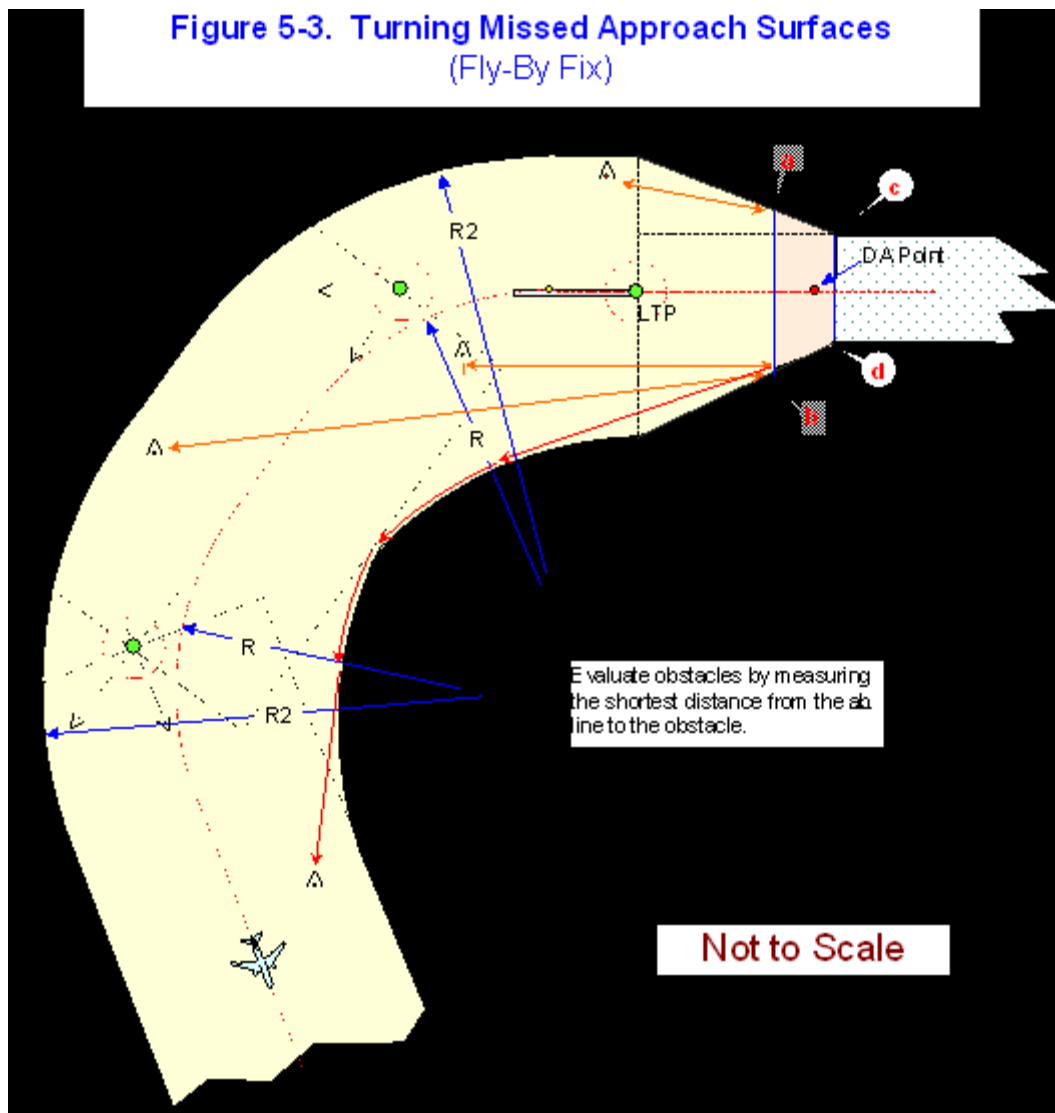 Figure 5-3. Turning Missed Approach Surfaces
(Fly-By Fix)
a
c
R2
DA Point
LTP
d
b
R
R
R2
Evaluate obstacles by measuring
the shortest distance from the ab
line to the obstacle.
Not to Scale